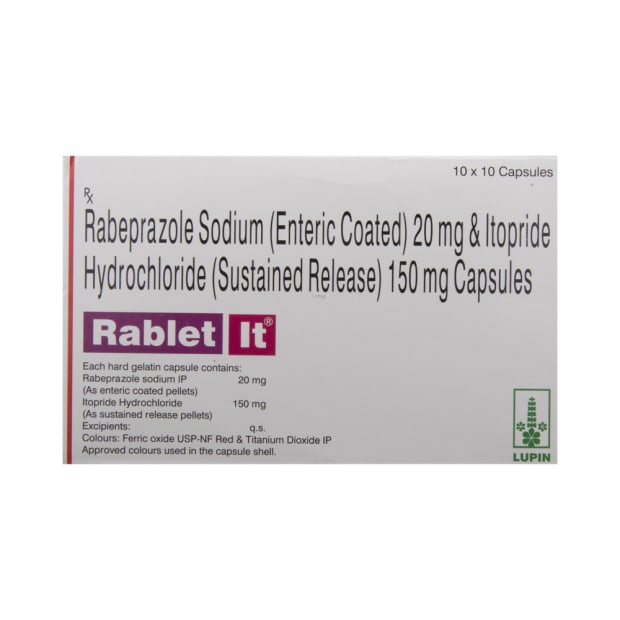 10 x 10 Capsules
Rx
Rabeprazole Sodium (Enteric Coated) 20 mg & Itopride
Hydrochloride (Sustained Release) 150 mg Capsules
Rablet It®
Each hard gelatin capsule contains:
Rabeprazole sodium IP 20 mg
(As enteric coated pellets)
Itopride Hydrochloride 150 mg
(As sustained release pellets)
Excipients: q.s.
Colours: Ferric oxide USP-NF Red & Titanium Dioxide IP
Approved colours used in the capsule shell.
LUPIN